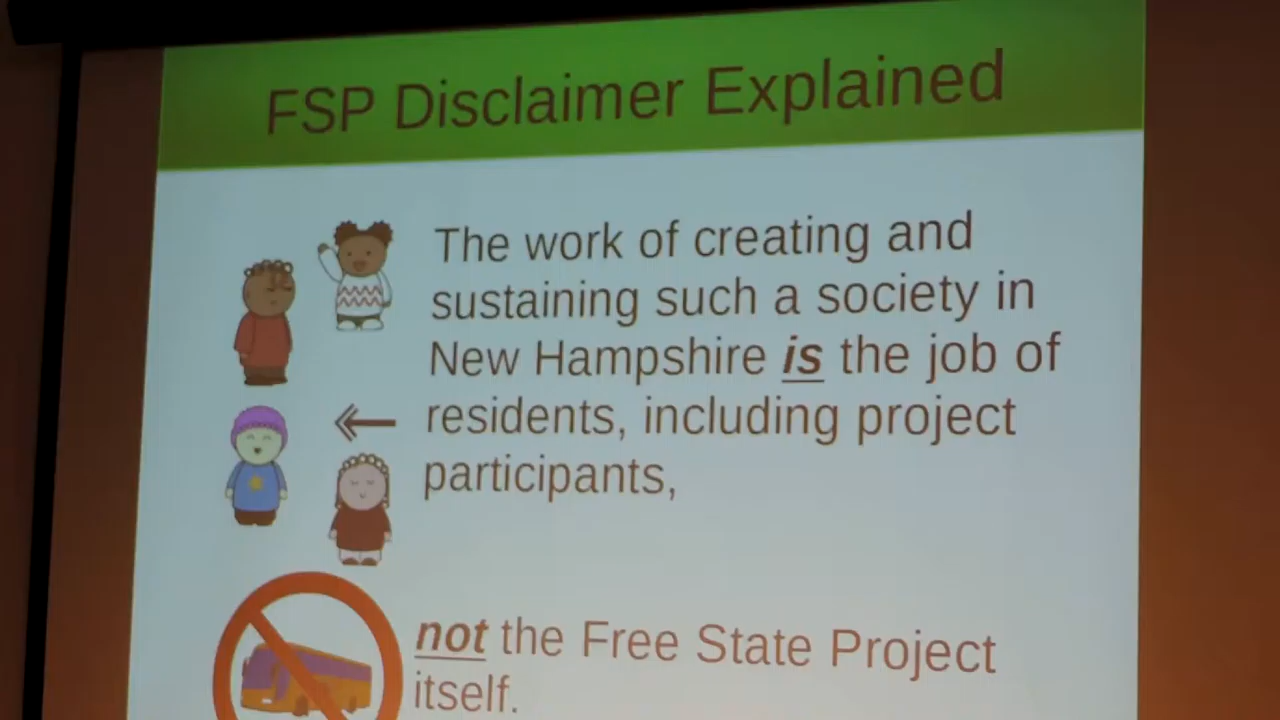 FSP Disclaimer Explained
The work of creating and
sustaining such a society in
New Hampshire is the job of
residents, including project
participants,
not the Free State Project
itself.